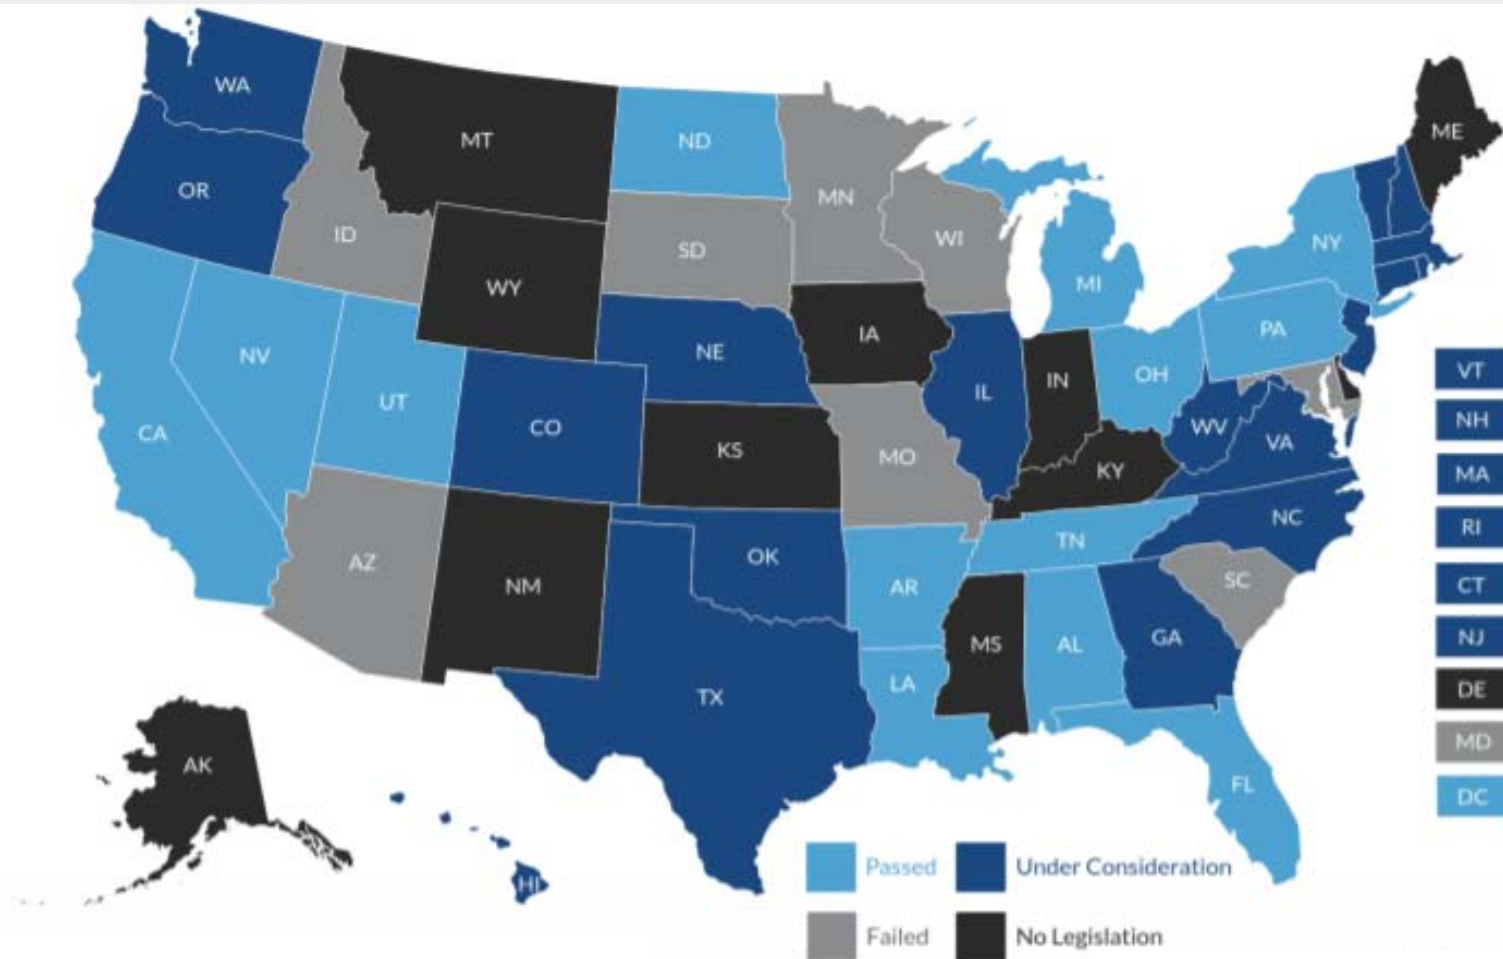 WA
MT
ND
ME
OR
MN
ID
SD
WI
NY
MI
WY
PA
IA
NV
NE
VT
OH
IN
IL
UT
NH
CO
WV
CA
VA
KS
MO
KY
MA
NC
RI
TN
OK
AZ
SC
CT
NM
AR
GA
NJ
MS
AL
LA
DE
TX
MD
AK
FL
DC
Passed
Under Consideration
HI
Failed
No Legislation